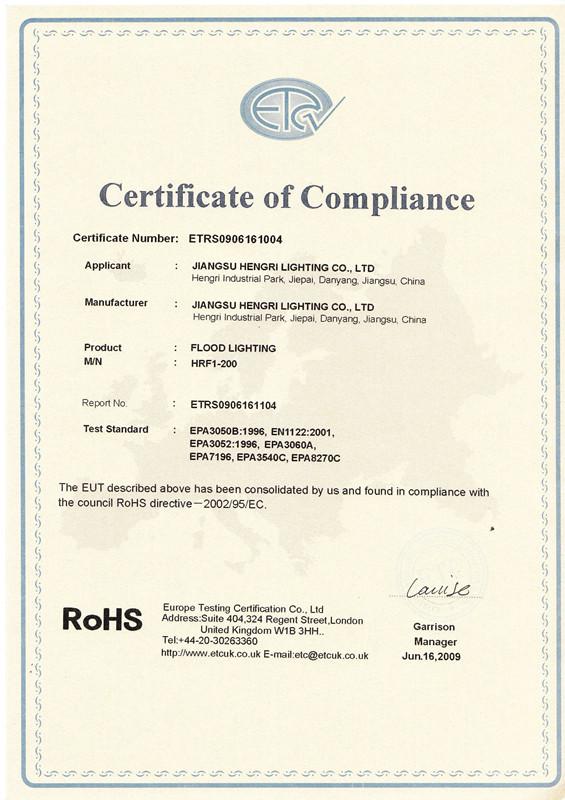 ETC
Certificate of Compliance
Certificate Number: ETRS0906161004
Applicant : JIANGSU HENGRI LIGHTING CO., LTD
Hengri Industrial Park, Jiepai, Danyang, Jiangsu, China
Manufacturer : JIANGSU HENGRI LIGHTING CO., LTD
Hengri Industrial Park, Jiepai, Danyang, Jiangsu, China
Product : FLOOD LIGHTING
M/N : HRF1-200
Report No. : ETRS0906161104
Test Standard : EPA3050B:1996, EN1122:2001,
EPA3052:1996, EPA3060A,
EPA7196, EPA3540C, EPA8270C
The EUT described above has been consolidated by us and found in compliance with
the council RoHS directive—2002/95/EC.
RoHS
Europe Testing Certification Co., Ltd
Address:Suite 404,324 Regent Street,London
United Kingdom W1B 3HH..
Tel:+44-20-30263360
http://www.etcuk.co.uk E-mail:etc@etcuk.co.uk
Garrison
Manager
Jun.16,2009